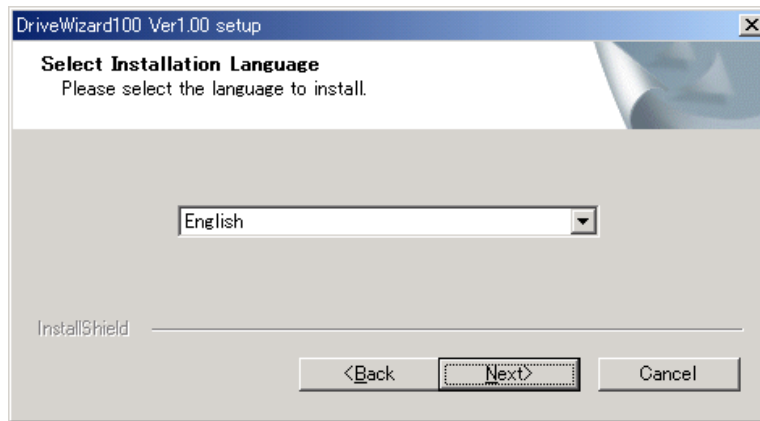 DriveWizard100 Ver1.00 setup
Select Installation Language
Please select the language to install.
English
InstallShield
<Back Next> Cancel